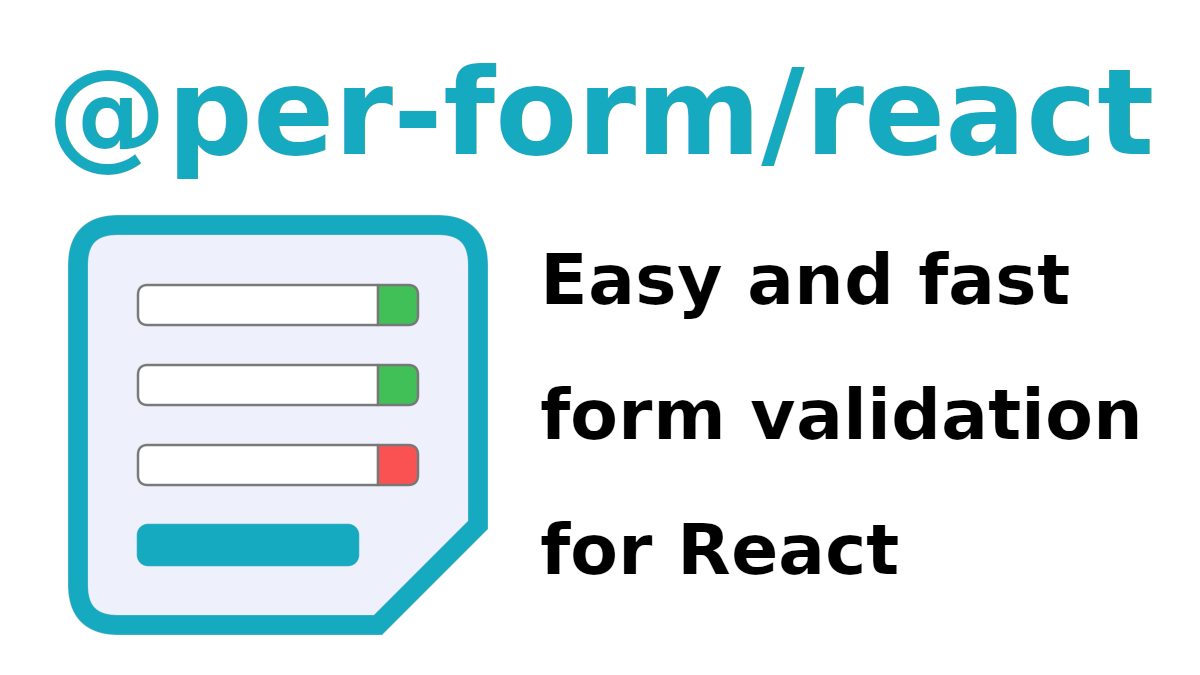 @per-form/react
Easy and fast
form validation
for React